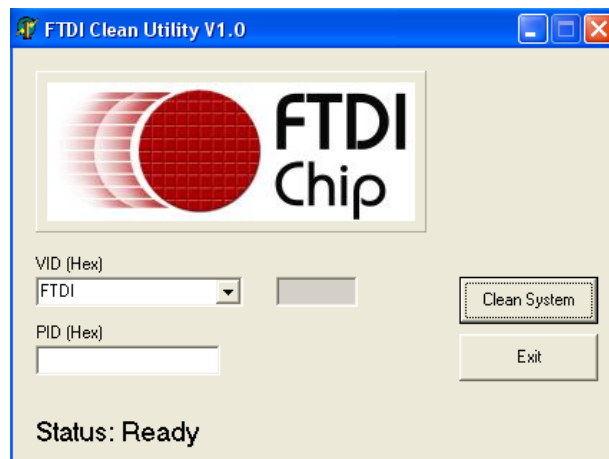 FTDI Clean Utility V1.0
FTDI
Chip
VID (Hex)
FTDI
Clean System
PID (Hex)
Exit
Status: Ready